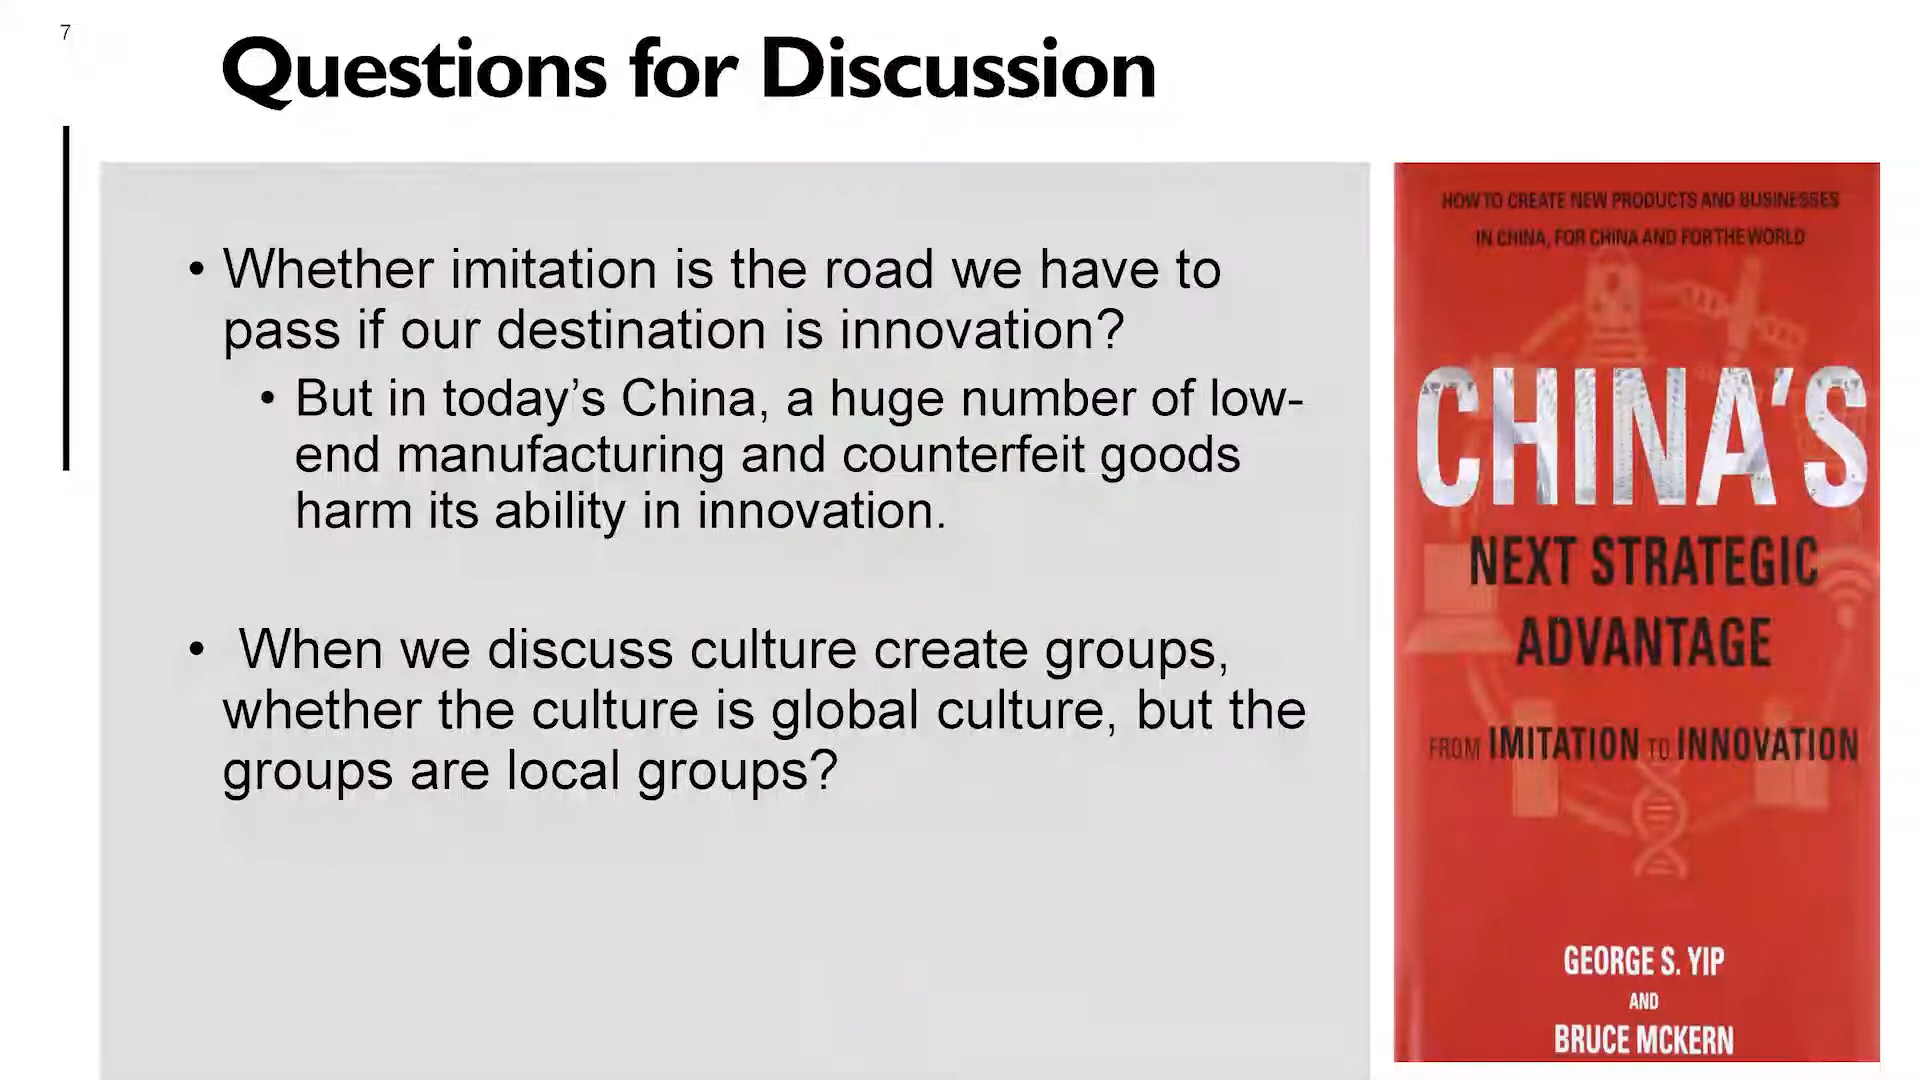 7
Questions for Discussion
• Whether imitation is the road we have to
pass if our destination is innovation?
• But in today’s China, a huge number of low-
end manufacturing and counterfeit goods
harm its ability in innovation.
• When we discuss culture create groups,
whether the culture is global culture, but the
groups are local groups?
HOW TO CREATE NEW PRODUCTS AND BUSINESSES
IN CHINA, FOR CHINA AND FOR THE WORLD
CHINA’S
NEXT STRATEGIC
ADVANTAGE
FROM IMITATION TO INNOVATION
GEORGE S. YIP
AND
BRUCE MCKERN